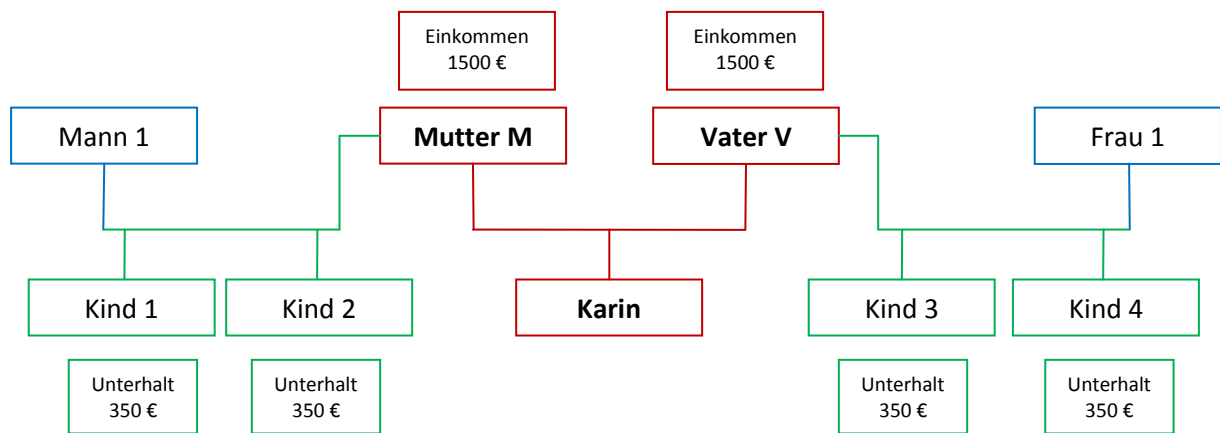 Einkommen
1500 €
Einkommen
1500 €
Mann 1
Mutter M
Vater V
Frau 1
Kind 1
Kind 2
Karin
Kind 3
Kind 4
Unterhalt
350 €
Unterhalt
350 €
Unterhalt
350 €
Unterhalt
350 €